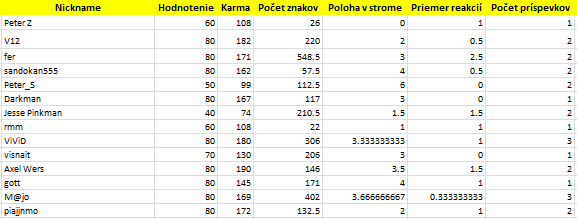 Nickname Hodnotenie Karma Počet znakov Poloha v strome Priemer reakcií Počet príspevkov
Peter Z 60 108 26 0 1 1
V12 80 182 220 2 0.5 2
fer 80 171 548.5 3 2.5 2
sandokan555 80 162 57.5 4 0.5 2
Peter_S 50 99 112.5 6 0 2
Darkman 80 167 117 3 0 1
Jesse Pinkman 40 74 210.5 1.5 1.5 2
rmm 60 108 22 1 1 1
ViViD 80 180 306 3.333333333 1 3
visnait 70 130 206 3 0 1
Axel Wers 80 190 146 3.5 1.5 2
gott 80 145 171 4 1 1
M@jo 80 169 402 3.666666667 0.333333333 3
piajjnmo 80 172 132.5 2 1 2